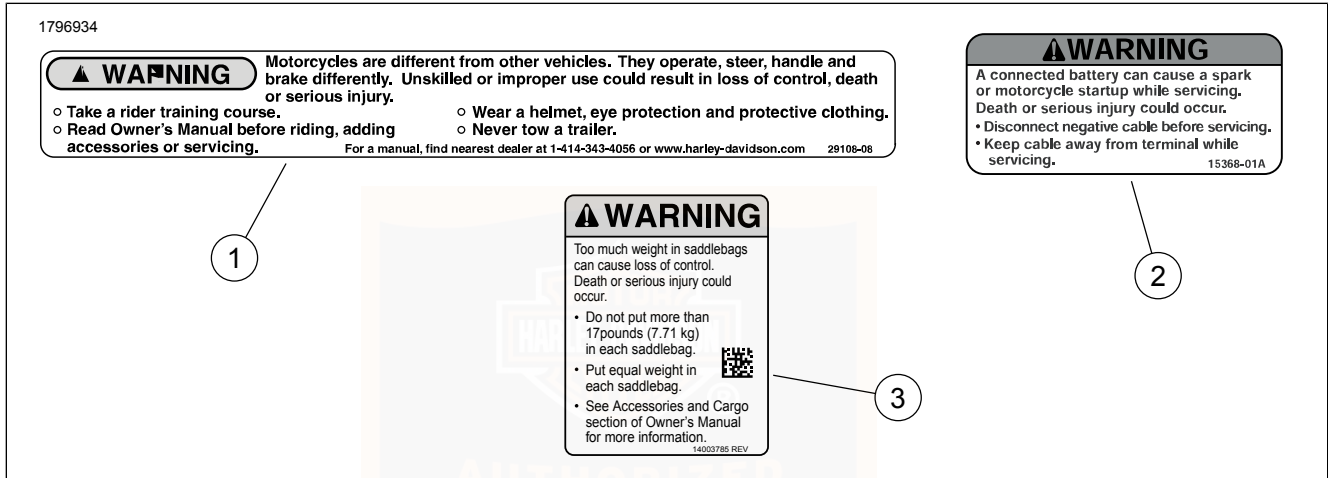 1796934
WARNING
Motorcycles are different from other vehicles. They operate, steer, handle and
brake differently. Unskilled or improper use could result in loss of control, death
or serious injury.
○ Take a rider training course.
○ Read Owner's Manual before riding, adding
accessories or servicing.
○ Wear a helmet, eye protection and protective clothing.
○ Never tow a trailer.
For a manual, find nearest dealer at 1-414-343-4056 or www.harley-davidson.com 29108-08
1
WARNING
A connected battery can cause a spark
or motorcycle startup while servicing.
Death or serious injury could occur.
• Disconnect negative cable before servicing.
• Keep cable away from terminal while
servicing. 15368-01A
2
WARNING
Too much weight in saddlebags
can cause loss of control.
Death or serious injury could
occur.
• Do not put more than
17pounds (7.71 kg)
in each saddlebag.
• Put equal weight in
each saddlebag.
• See Accessories and Cargo
section of Owner's Manual
for more information.
14003785 REV
3